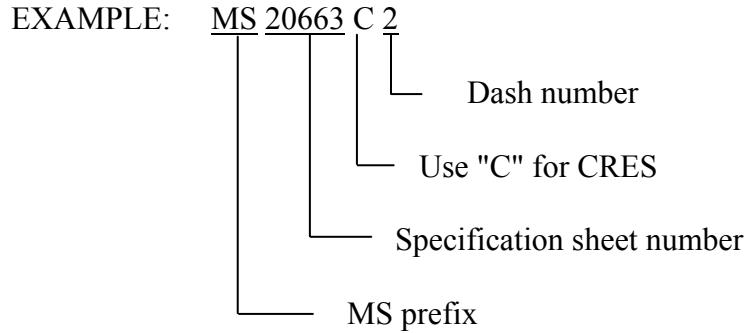 EXAMPLE: MS 20663 C 2
Dash number
Use "C" for CRES
Specification sheet number
MS prefix